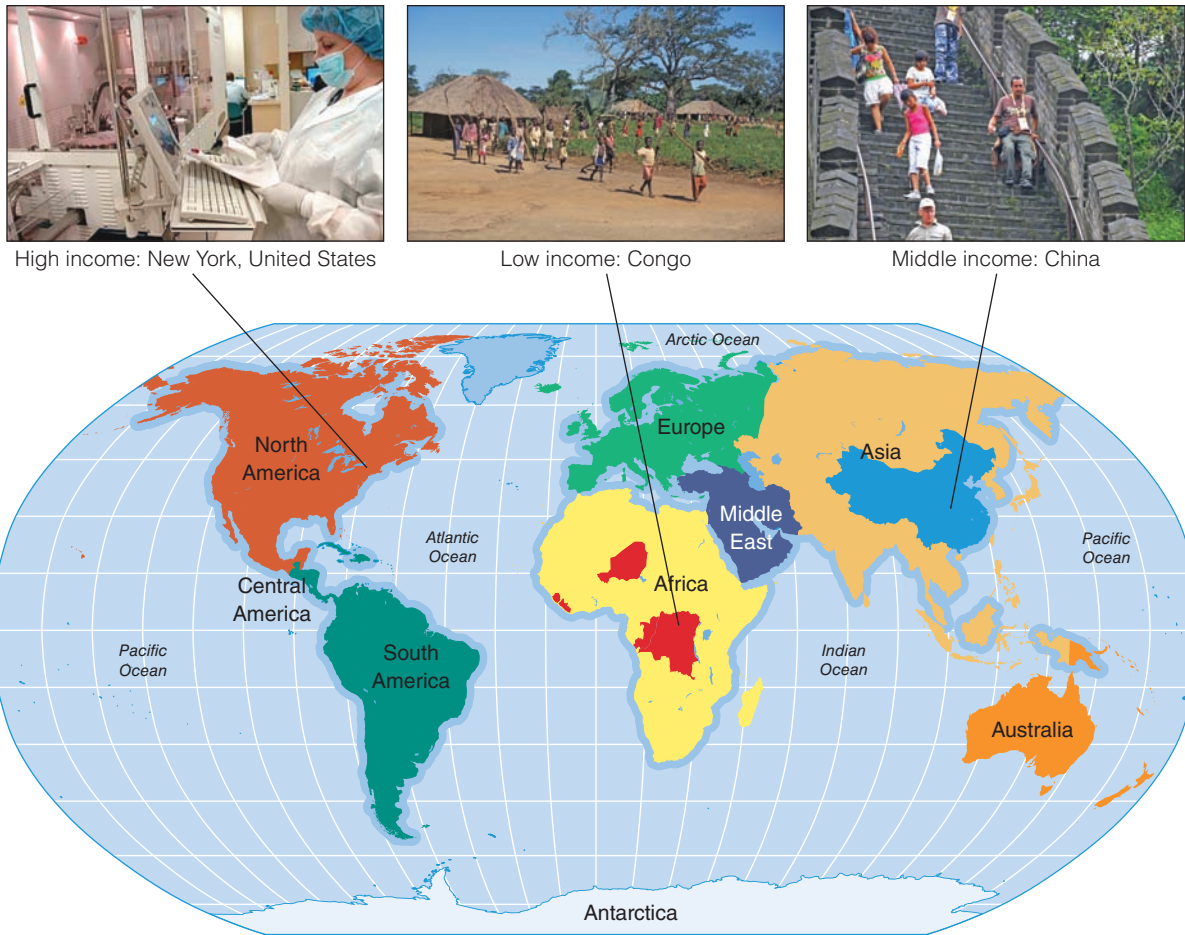 High income: New York, United States
Low income: Congo
Middle income: China
Arctic Ocean
North
America
Europe
Asia
Middle
East
Atlantic
Ocean
Pacific
Ocean
Africa
Central
America
South
America
Pacific
Ocean
Indian
Ocean
Australia
Antarctica